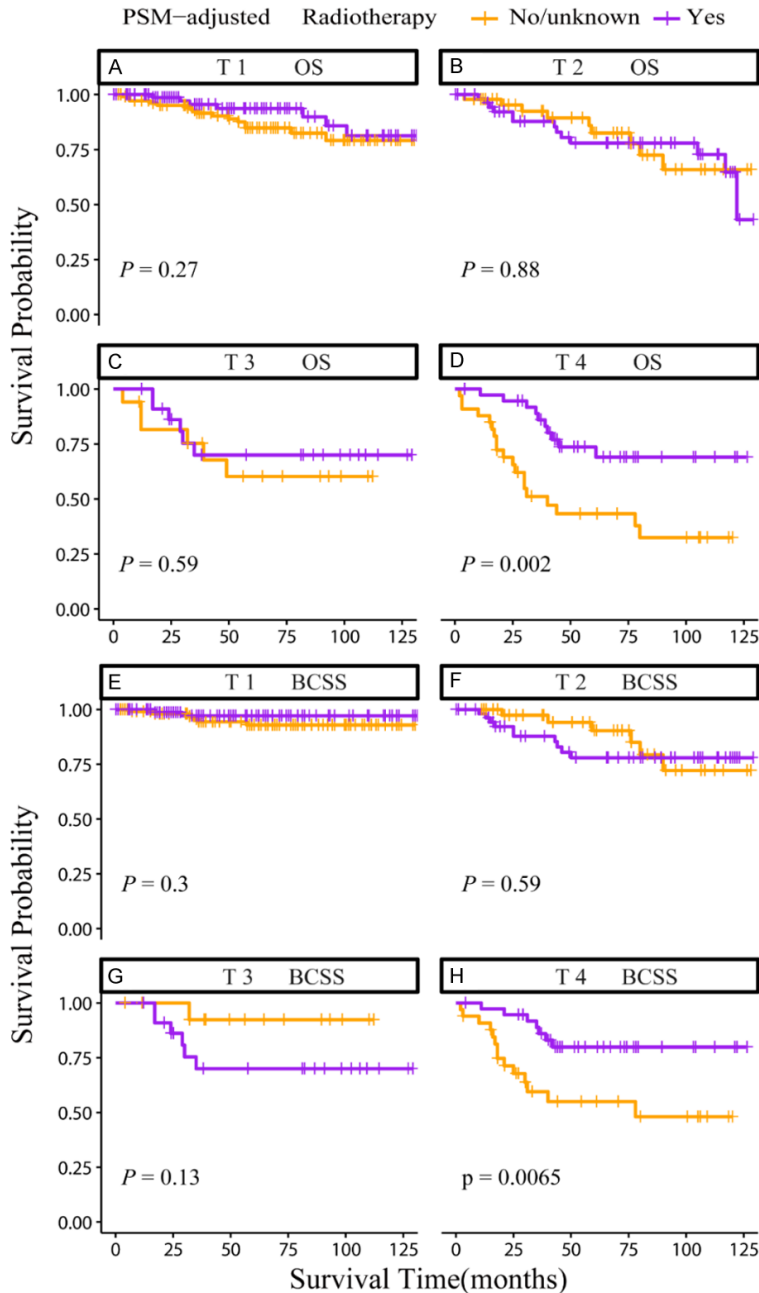 PSM−adjusted Radiotherapy No/unknown Yes
A T 1 OS B T 2 OS
1.00
0.75
0.50
0.25
0.00
P = 0.27 P = 0.88
C T 3 OS D T 4 OS
1.00
0.75
0.50
0.25
0.00
P = 0.59 P = 0.002
0 25 50 75 100 125 0 25 50 75 100 125
Survival Probability
E T 1 BCSS F T 2 BCSS
1.00
0.75
0.50
0.25
0.00
P = 0.3 P = 0.59
G T 3 BCSS H T 4 BCSS
1.00
0.75
0.50
0.25
0.00
P = 0.13 p = 0.0065
0 25 50 75 100 125 0 25 50 75 100 125
Survival Probability
Survival Time(months)